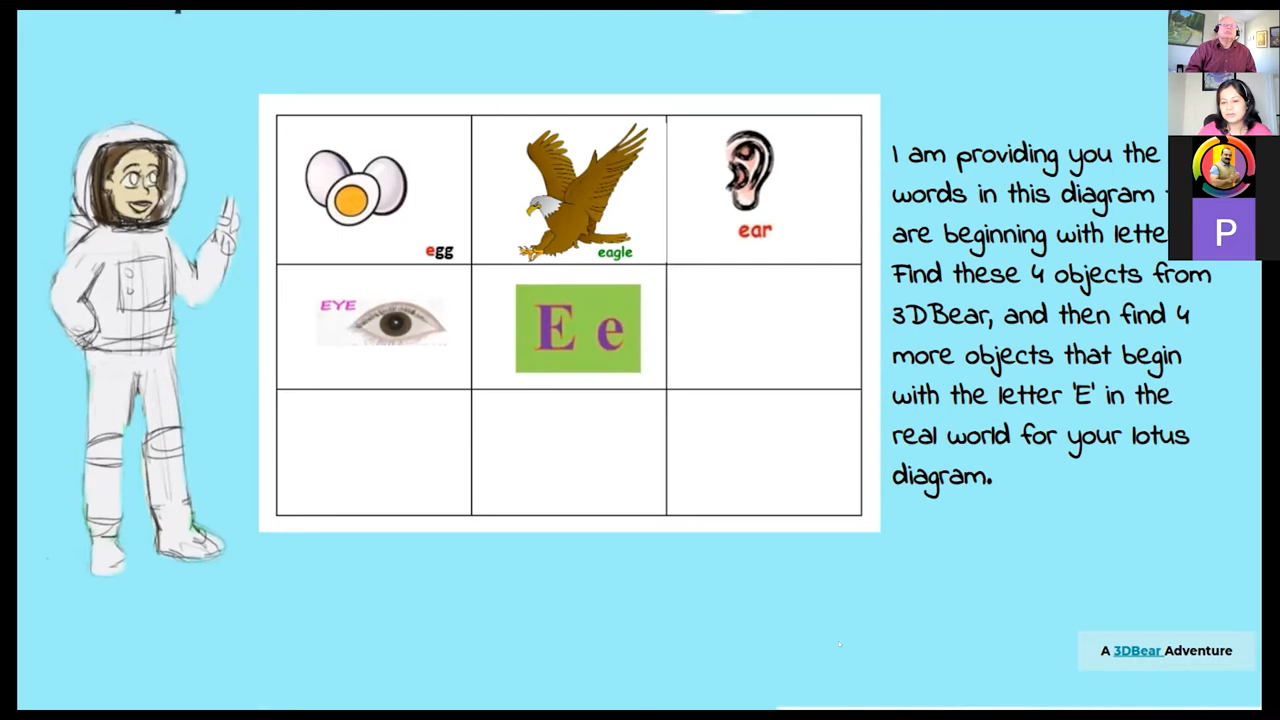 egg
eagle
ear
EYE
E e
I am providing you the
words in this diagram
are beginning with
Find these 4 objects from
3DBear, and then find 4
more objects that begin
with the letter 'E' in the
real world for your lotus
diagram.
P
A 3DBear Adventure